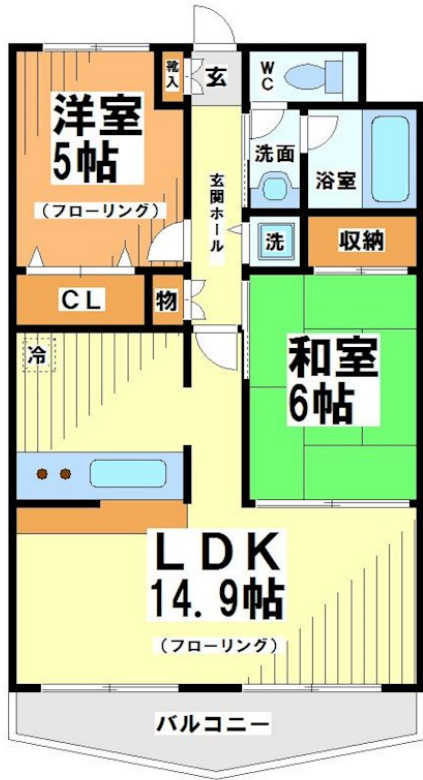 靴入
玄
WC
洋室
5帖
(フローリング)
洗面
浴室
玄関ホール
洗
収納
CL
物
冷
和室
6帖
LDK
14.9帖
(フローリング)
バルコニー